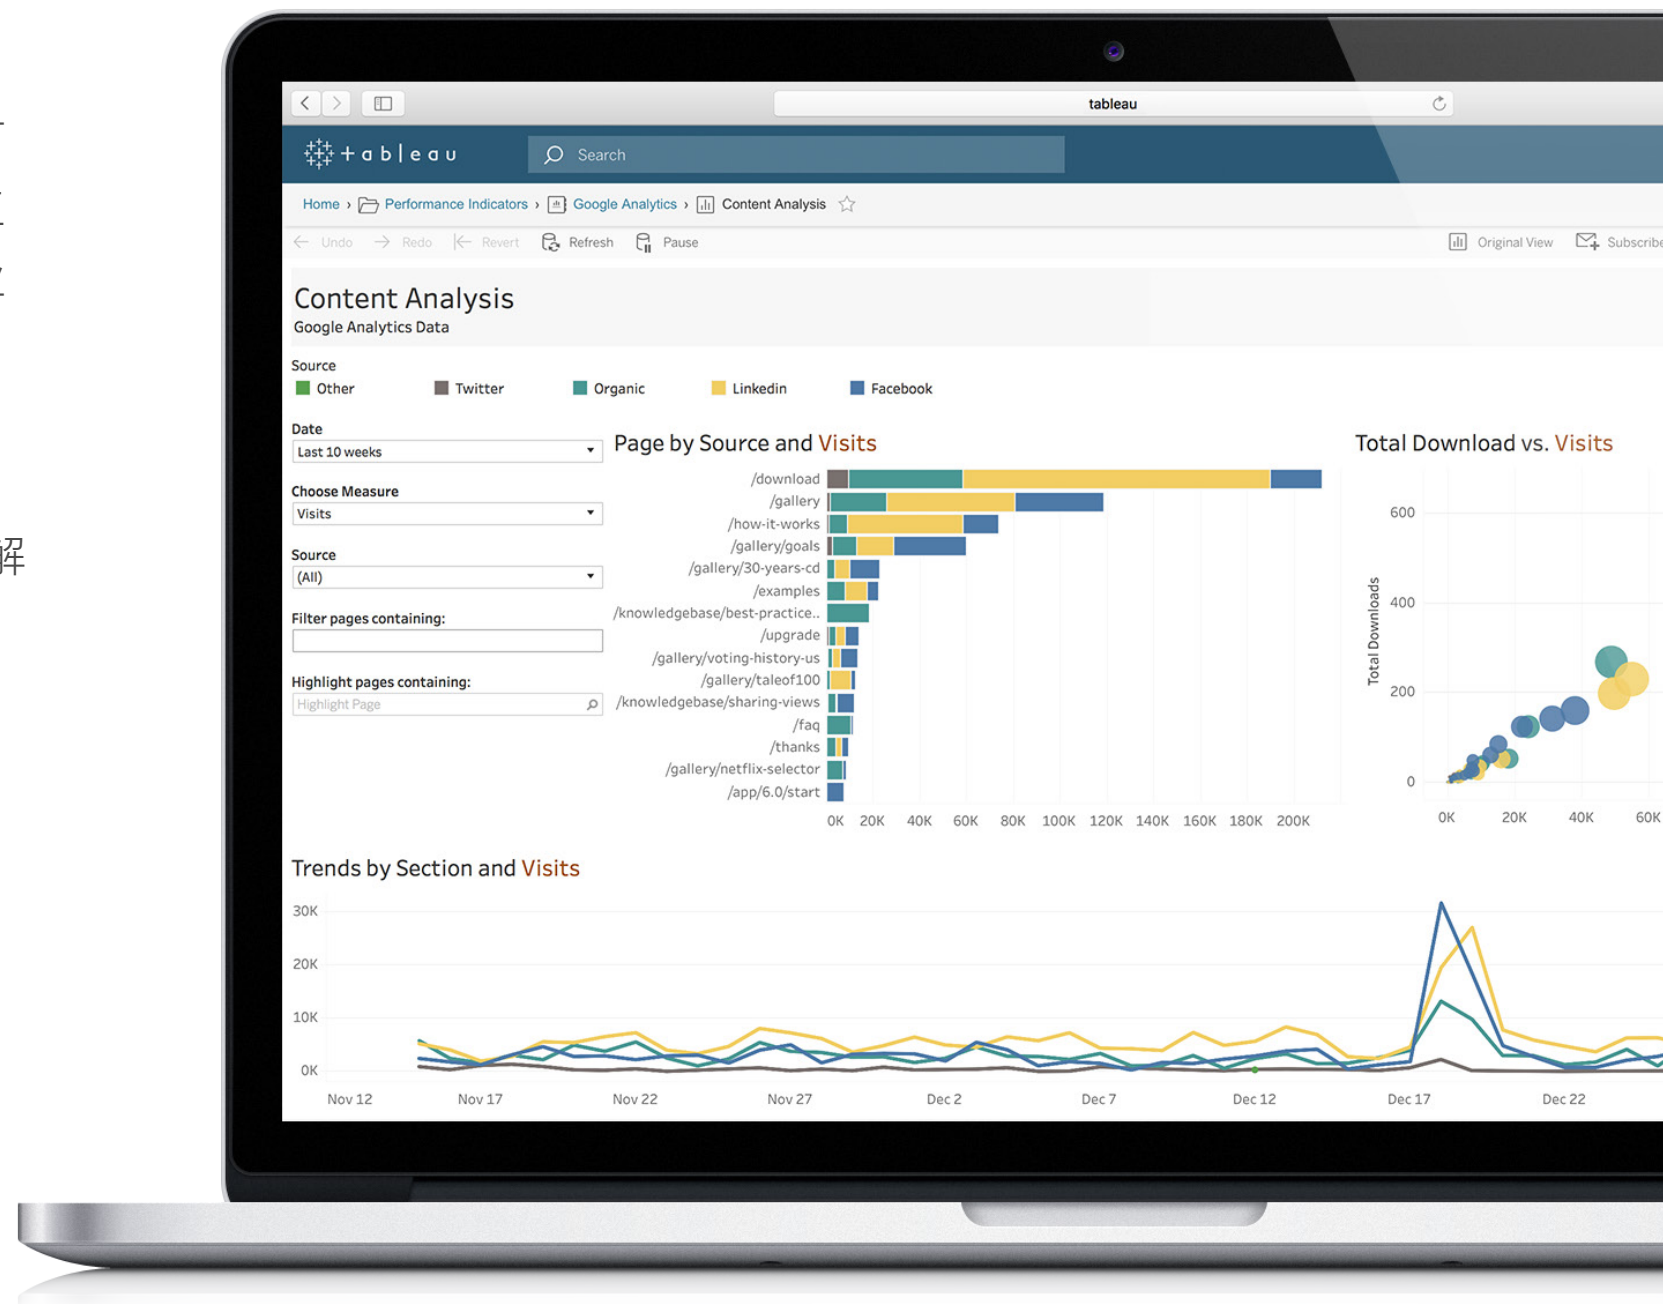 解
tableau
+ a b l e a u
Search
Home › Performance Indicators › Google Analytics › Content Analysis
Undo Redo Revert Refresh Pause Original View Subscribe
Content Analysis
Google Analytics Data
Source
Other Twitter Organic Linkedin Facebook
Date
Last 10 weeks
Choose Measure
Visits
Source
(All)
Filter pages containing:
Highlight pages containing:
Highlight Page
Page by Source and Visits
/download
/gallery
/how-it-works
/gallery/goals
/gallery/30-years-cd
/examples
/knowledgebase/best-practice..
/upgrade
/gallery/voting-history-us
/gallery/taleof100
/knowledgebase/sharing-views
/faq
/thanks
/gallery/netflix-selector
/app/6.0/start
0K 20K 40K 60K 80K 100K 120K 140K 160K 180K 200K
Total Download vs. Visits
Total Downloads
600
400
200
0
0K 20K 40K 60K
Trends by Section and Visits
30K
20K
10K
0K
Nov 12 Nov 17 Nov 22 Nov 27 Dec 2 Dec 7 Dec 12 Dec 17 Dec 22